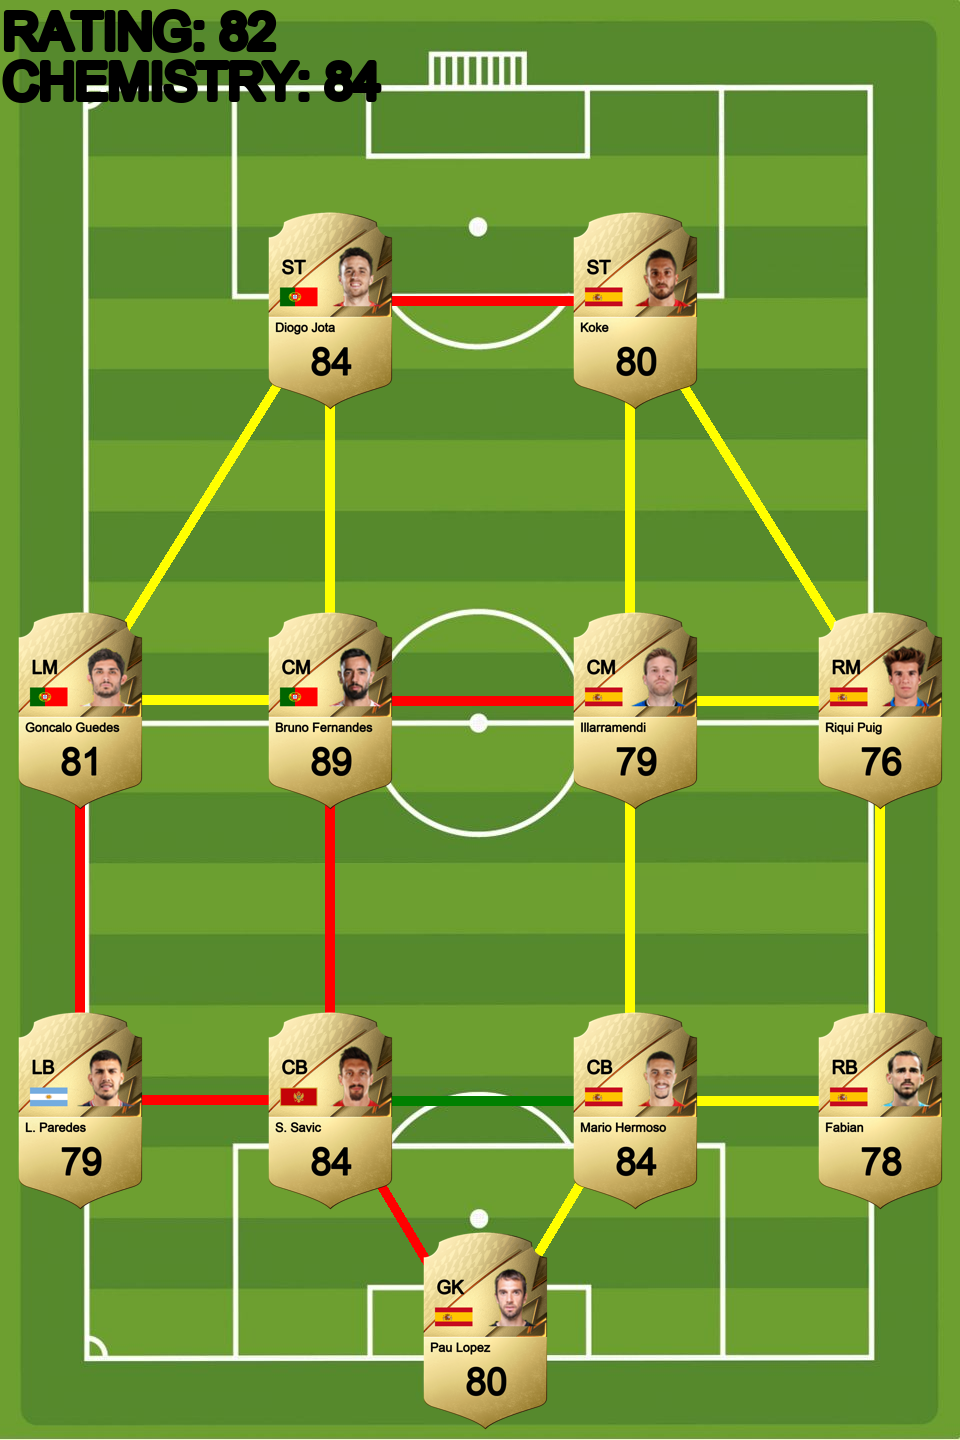 RATING: 82
CHEMISTRY: 84
ST
Diogo Jota
84
ST
Koke
80
LM
Goncalo Guedes
81
CM
Bruno Fernandes
89
CM
Illarramendi
79
RM
Riqui Puig
76
LB
L. Paredes
79
CB
S. Savic
84
CB
Mario Hermoso
84
RB
Fabian
78
GK
Pau Lopez
80